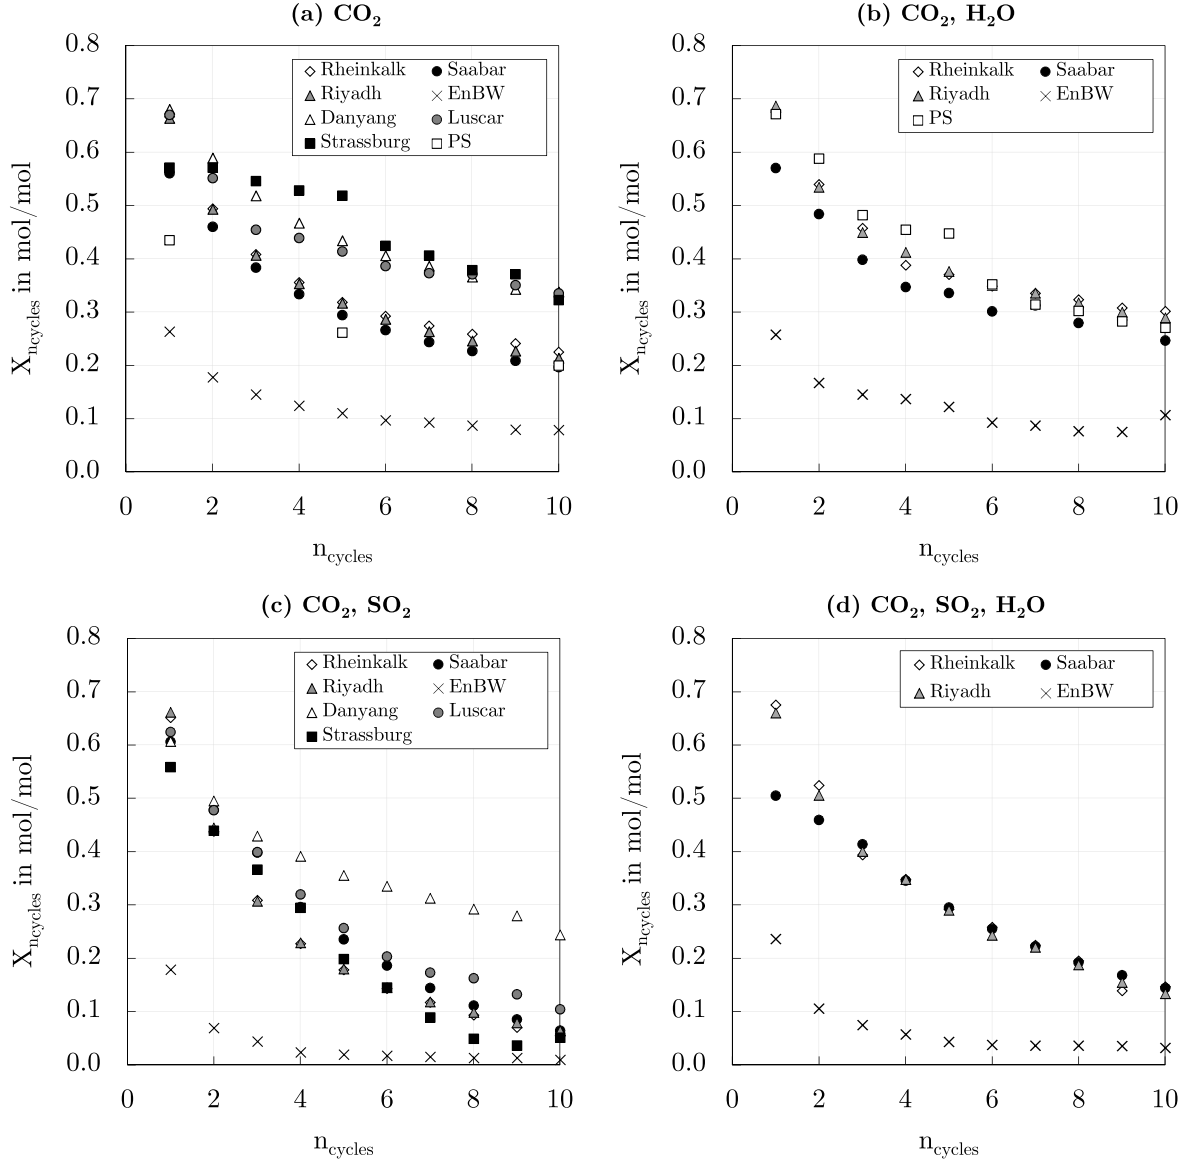 (a) CO₂
0.8
0.7
0.6
0.5
0.4
0.3
0.2
0.1
0.0
X_n_cycles in mol/mol
Rheinkalk Saabar
Riyadh EnBW
Danyang Luscar
Strassburg PS
0 2 4 6 8 10
n_cycles
(b) CO₂, H₂O
0.8
0.7
0.6
0.5
0.4
0.3
0.2
0.1
0.0
X_n_cycles in mol/mol
Rheinkalk Saabar
Riyadh EnBW
PS
0 2 4 6 8 10
n_cycles
(c) CO₂, SO₂
0.8
0.7
0.6
0.5
0.4
0.3
0.2
0.1
0.0
X_n_cycles in mol/mol
Rheinkalk Saabar
Riyadh EnBW
Danyang Luscar
Strassburg
0 2 4 6 8 10
n_cycles
(d) CO₂, SO₂, H₂O
0.8
0.7
0.6
0.5
0.4
0.3
0.2
0.1
0.0
X_n_cycles in mol/mol
Rheinkalk Saabar
Riyadh EnBW
0 2 4 6 8 10
n_cycles